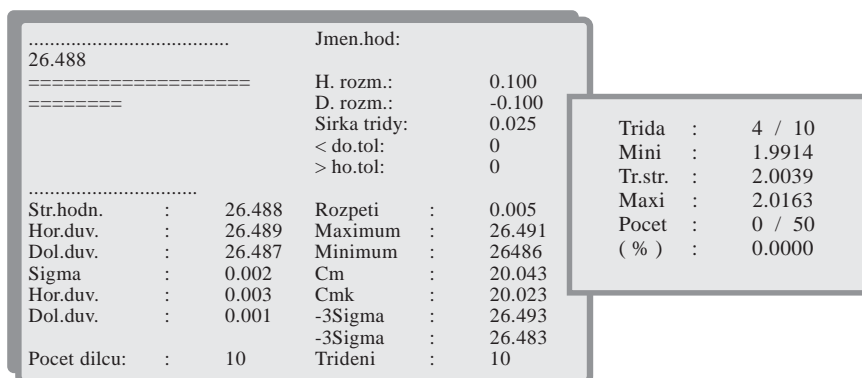 ..................................... Jmen.hod:
26.488
=================== H. rozm.: 0.100
======== D. rozm.: -0.100
Sirka tridy: 0.025
< do.tol: 0
> ho.tol: 0
...............................
Str.hodn. : 26.488 Rozpeti : 0.005
Hor.duv. : 26.489 Maximum : 26.491
Dol.duv. : 26.487 Minimum : 26486
Sigma : 0.002 Cm : 20.043
Hor.duv. : 0.003 Cmk : 20.023
Dol.duv. : 0.001 -3Sigma : 26.493
-3Sigma : 26.483
Pocet dilcu: : 10 Trideni : 10
Trida : 4 / 10
Mini : 1.9914
Tr.str. : 2.0039
Maxi : 2.0163
Pocet : 0 / 50
( % ) : 0.0000